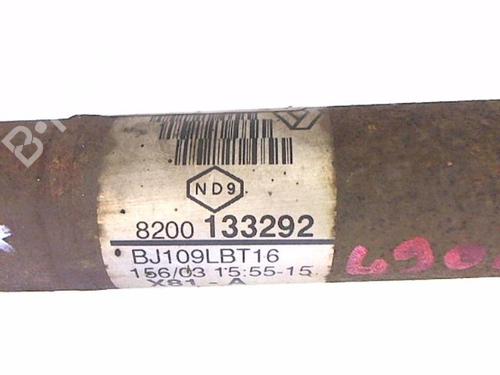 ND9
8200 133292
BJ109LBT16
156/03 15:55-15
X81 - A